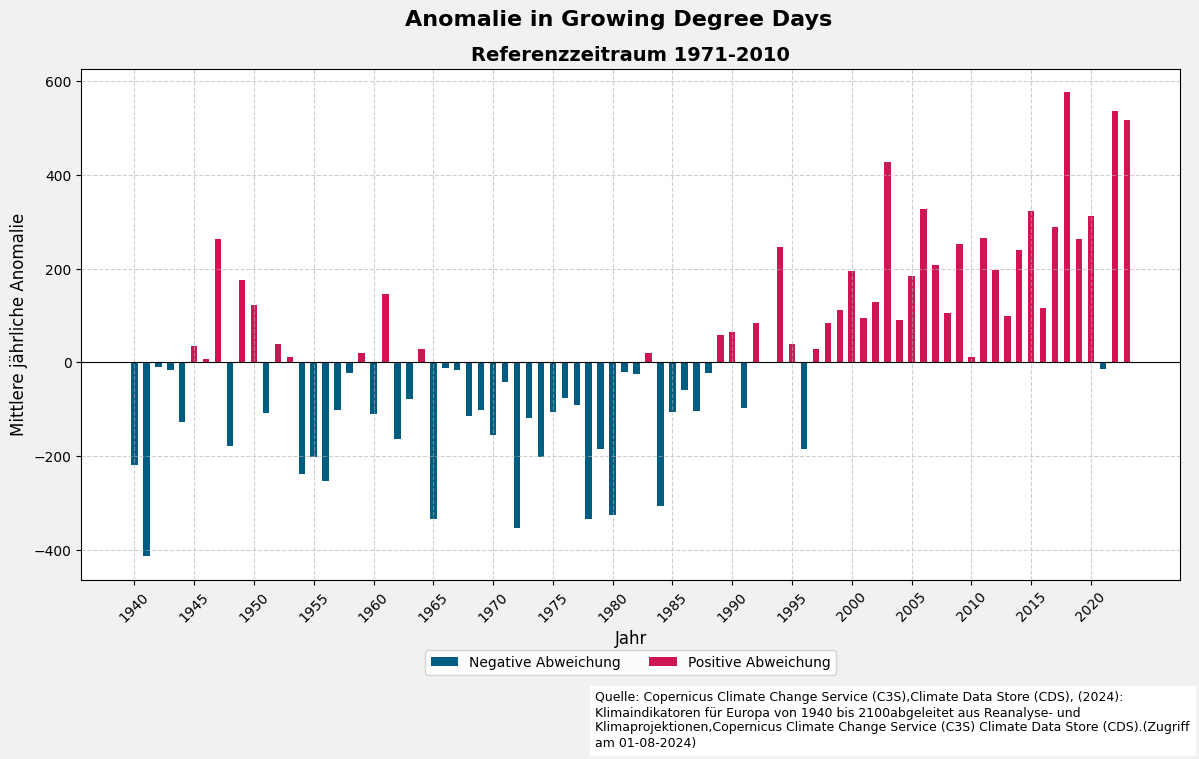 Anomalie in Growing Degree Days
Referenzzeitraum 1971-2010
Mittlere jährliche Anomalie
600
400
200
0
−200
−400
1940
1945
1950
1955
1960
1965
1970
1975
1980
1985
1990
1995
2000
2005
2010
2015
2020
Jahr
Negative Abweichung
Positive Abweichung
Quelle: Copernicus Climate Change Service (C3S),Climate Data Store (CDS), (2024):
Klimaindikatoren für Europa von 1940 bis 2100abgeleitet aus Reanalyse- und
Klimaprojektionen,Copernicus Climate Change Service (C3S) Climate Data Store (CDS).(Zugriff
am 01-08-2024)